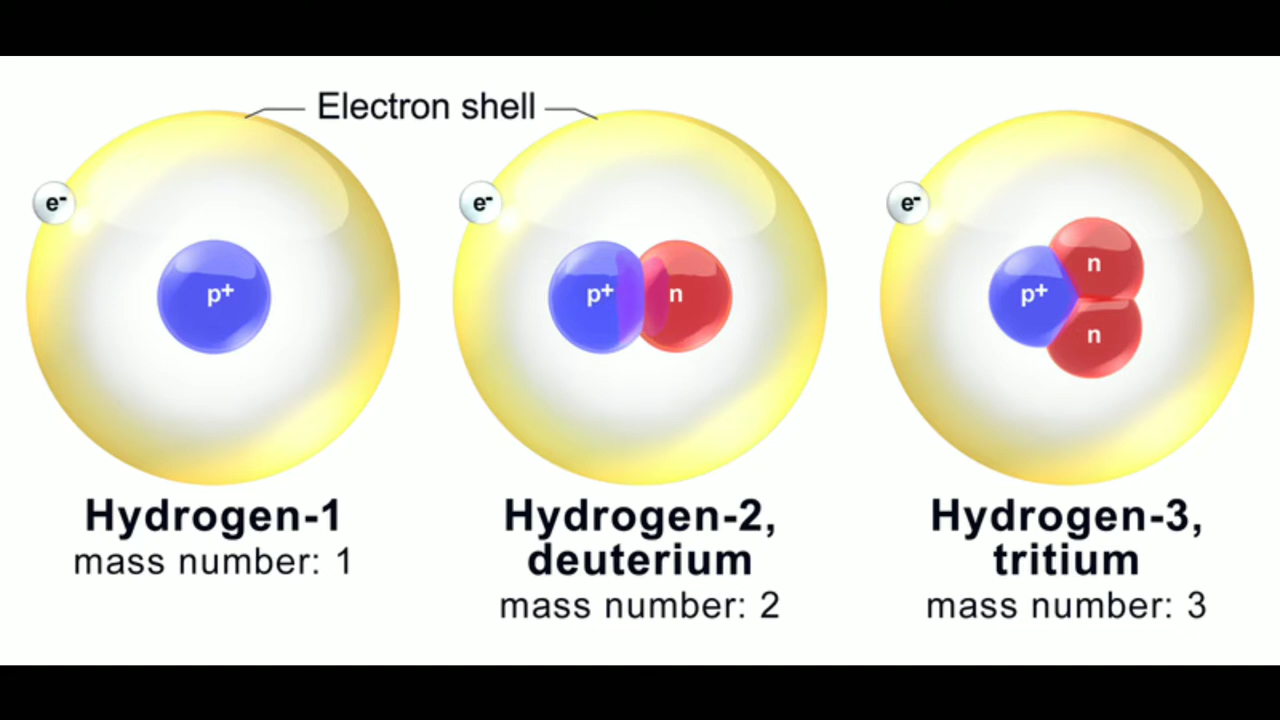 Electron shell
e-
p+
Hydrogen-1
mass number: 1
e-
p+ n
Hydrogen-2,
deuterium
mass number: 2
e-
n
p+
n
Hydrogen-3,
tritium
mass number: 3